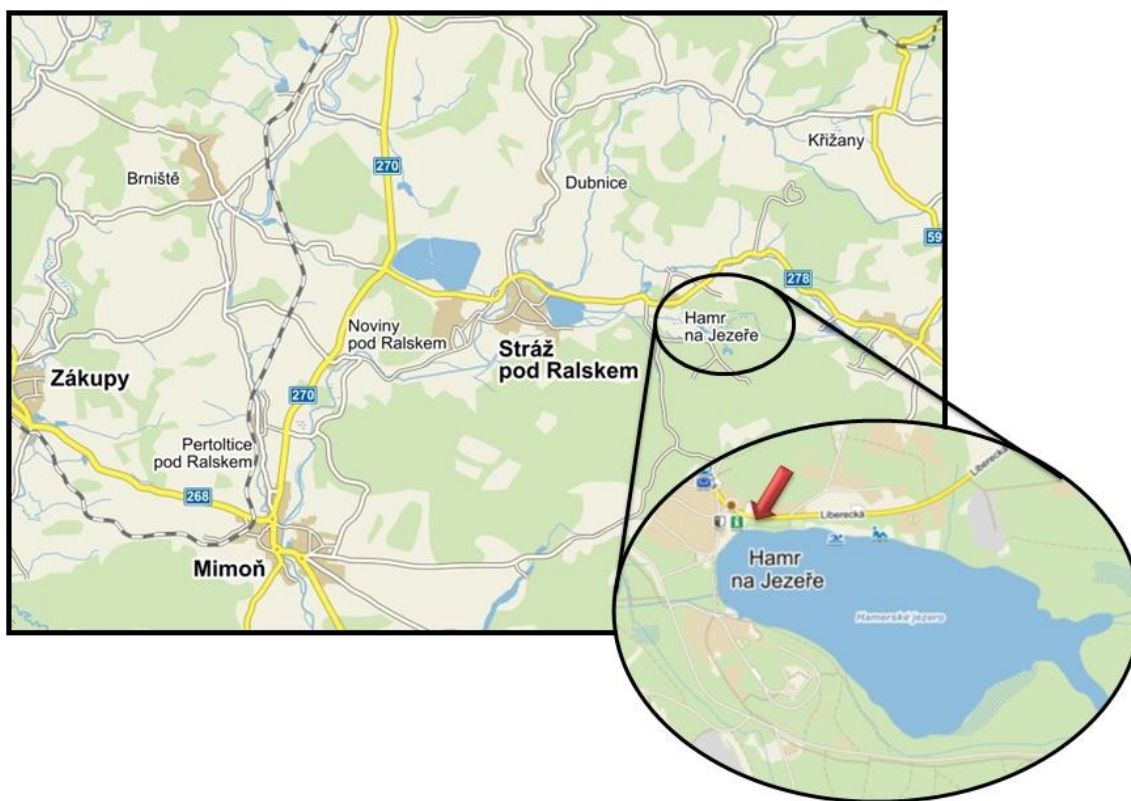 Křižany
Brniště
270
Dubnice
59
278
Noviny
pod Ralskem
Hamr
na Jezeře
Stráž
pod Ralskem
Zákupy
270
Pertoltice
pod Ralskem
268
Mimoň
Liberecká
Liberecká
Hamr
na Jezeře
Hamerské jezero